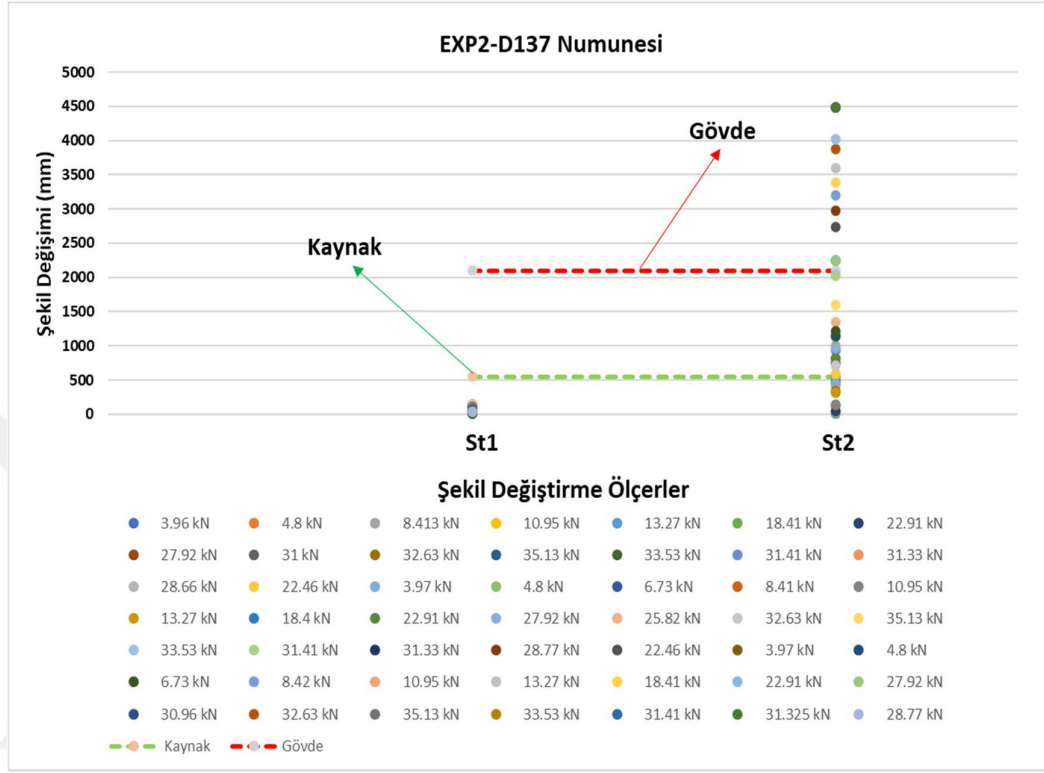 EXP2-D137 Numunesi
5000
4500
4000
3500
3000
2500
2000
1500
1000
500
0
Şekil Değişimi (mm)
Gövde
Kaynak
St1 St2
Şekil Değiştirme Ölçerler
3.96 kN 4.8 kN 8.413 kN 10.95 kN 13.27 kN 18.41 kN 22.91 kN
27.92 kN 31 kN 32.63 kN 35.13 kN 33.53 kN 31.41 kN 31.33 kN
28.66 kN 22.46 kN 3.97 kN 4.8 kN 6.73 kN 8.41 kN 10.95 kN
13.27 kN 18.4 kN 22.91 kN 27.92 kN 25.82 kN 32.63 kN 35.13 kN
33.53 kN 31.41 kN 31.33 kN 28.77 kN 22.46 kN 3.97 kN 4.8 kN
6.73 kN 8.42 kN 10.95 kN 13.27 kN 18.41 kN 22.91 kN 27.92 kN
30.96 kN 32.63 kN 35.13 kN 33.53 kN 31.41 kN 31.325 kN 28.77 kN
Kaynak Gövde